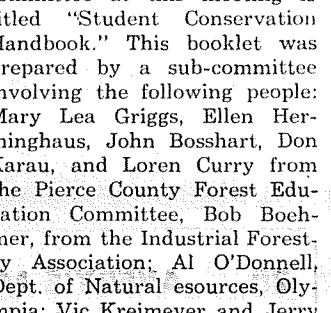 committee at this meeting is
titled "Student Conservation
Handbook." This booklet was
prepared by a sub-committee
involving the following people:
Mary Lea Griggs, Ellen Her-
minghaus, John Bosshart, Don
Karau, and Loren Curry from
the Pierce County Forest Edu-
cation Committee, Bob Boeh-
mer, from the Industrial Forest-
ry Association; Al O'Donnell,
Dept. of Natural esources, Oly-
mpia; Vic Kreimeyer and Jerry